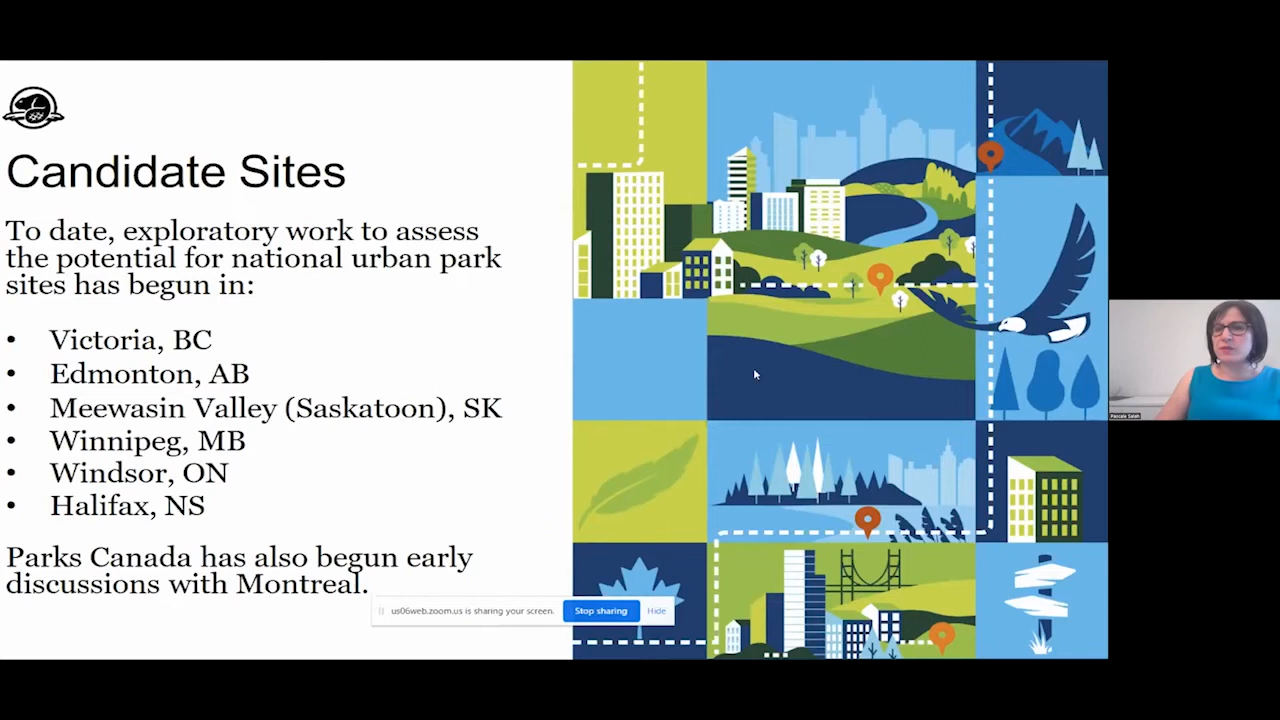 Candidate Sites
To date, exploratory work to assess
the potential for national urban park
sites has begun in:
• Victoria, BC
• Edmonton, AB
• Meewasin Valley (Saskatoon), SK
• Winnipeg, MB
• Windsor, ON
• Halifax, NS
Parks Canada has also begun early
discussions with Montreal.
us06web.zoom.us is sharing your screen. Stop sharing Hide
Pascale Salah